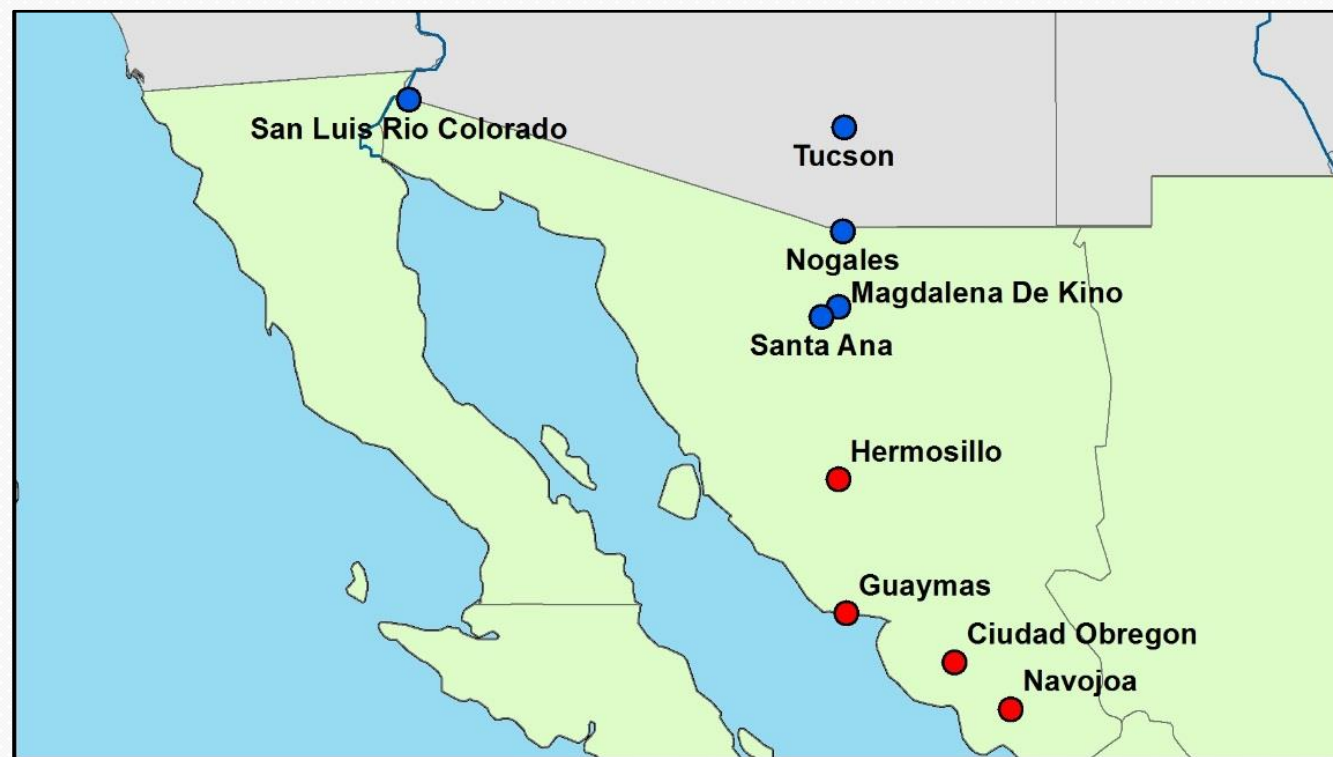 San Luis Rio Colorado
Tucson
Nogales
Magdalena De Kino
Santa Ana
Hermosillo
Guaymas
Ciudad Obregon
Navojoa